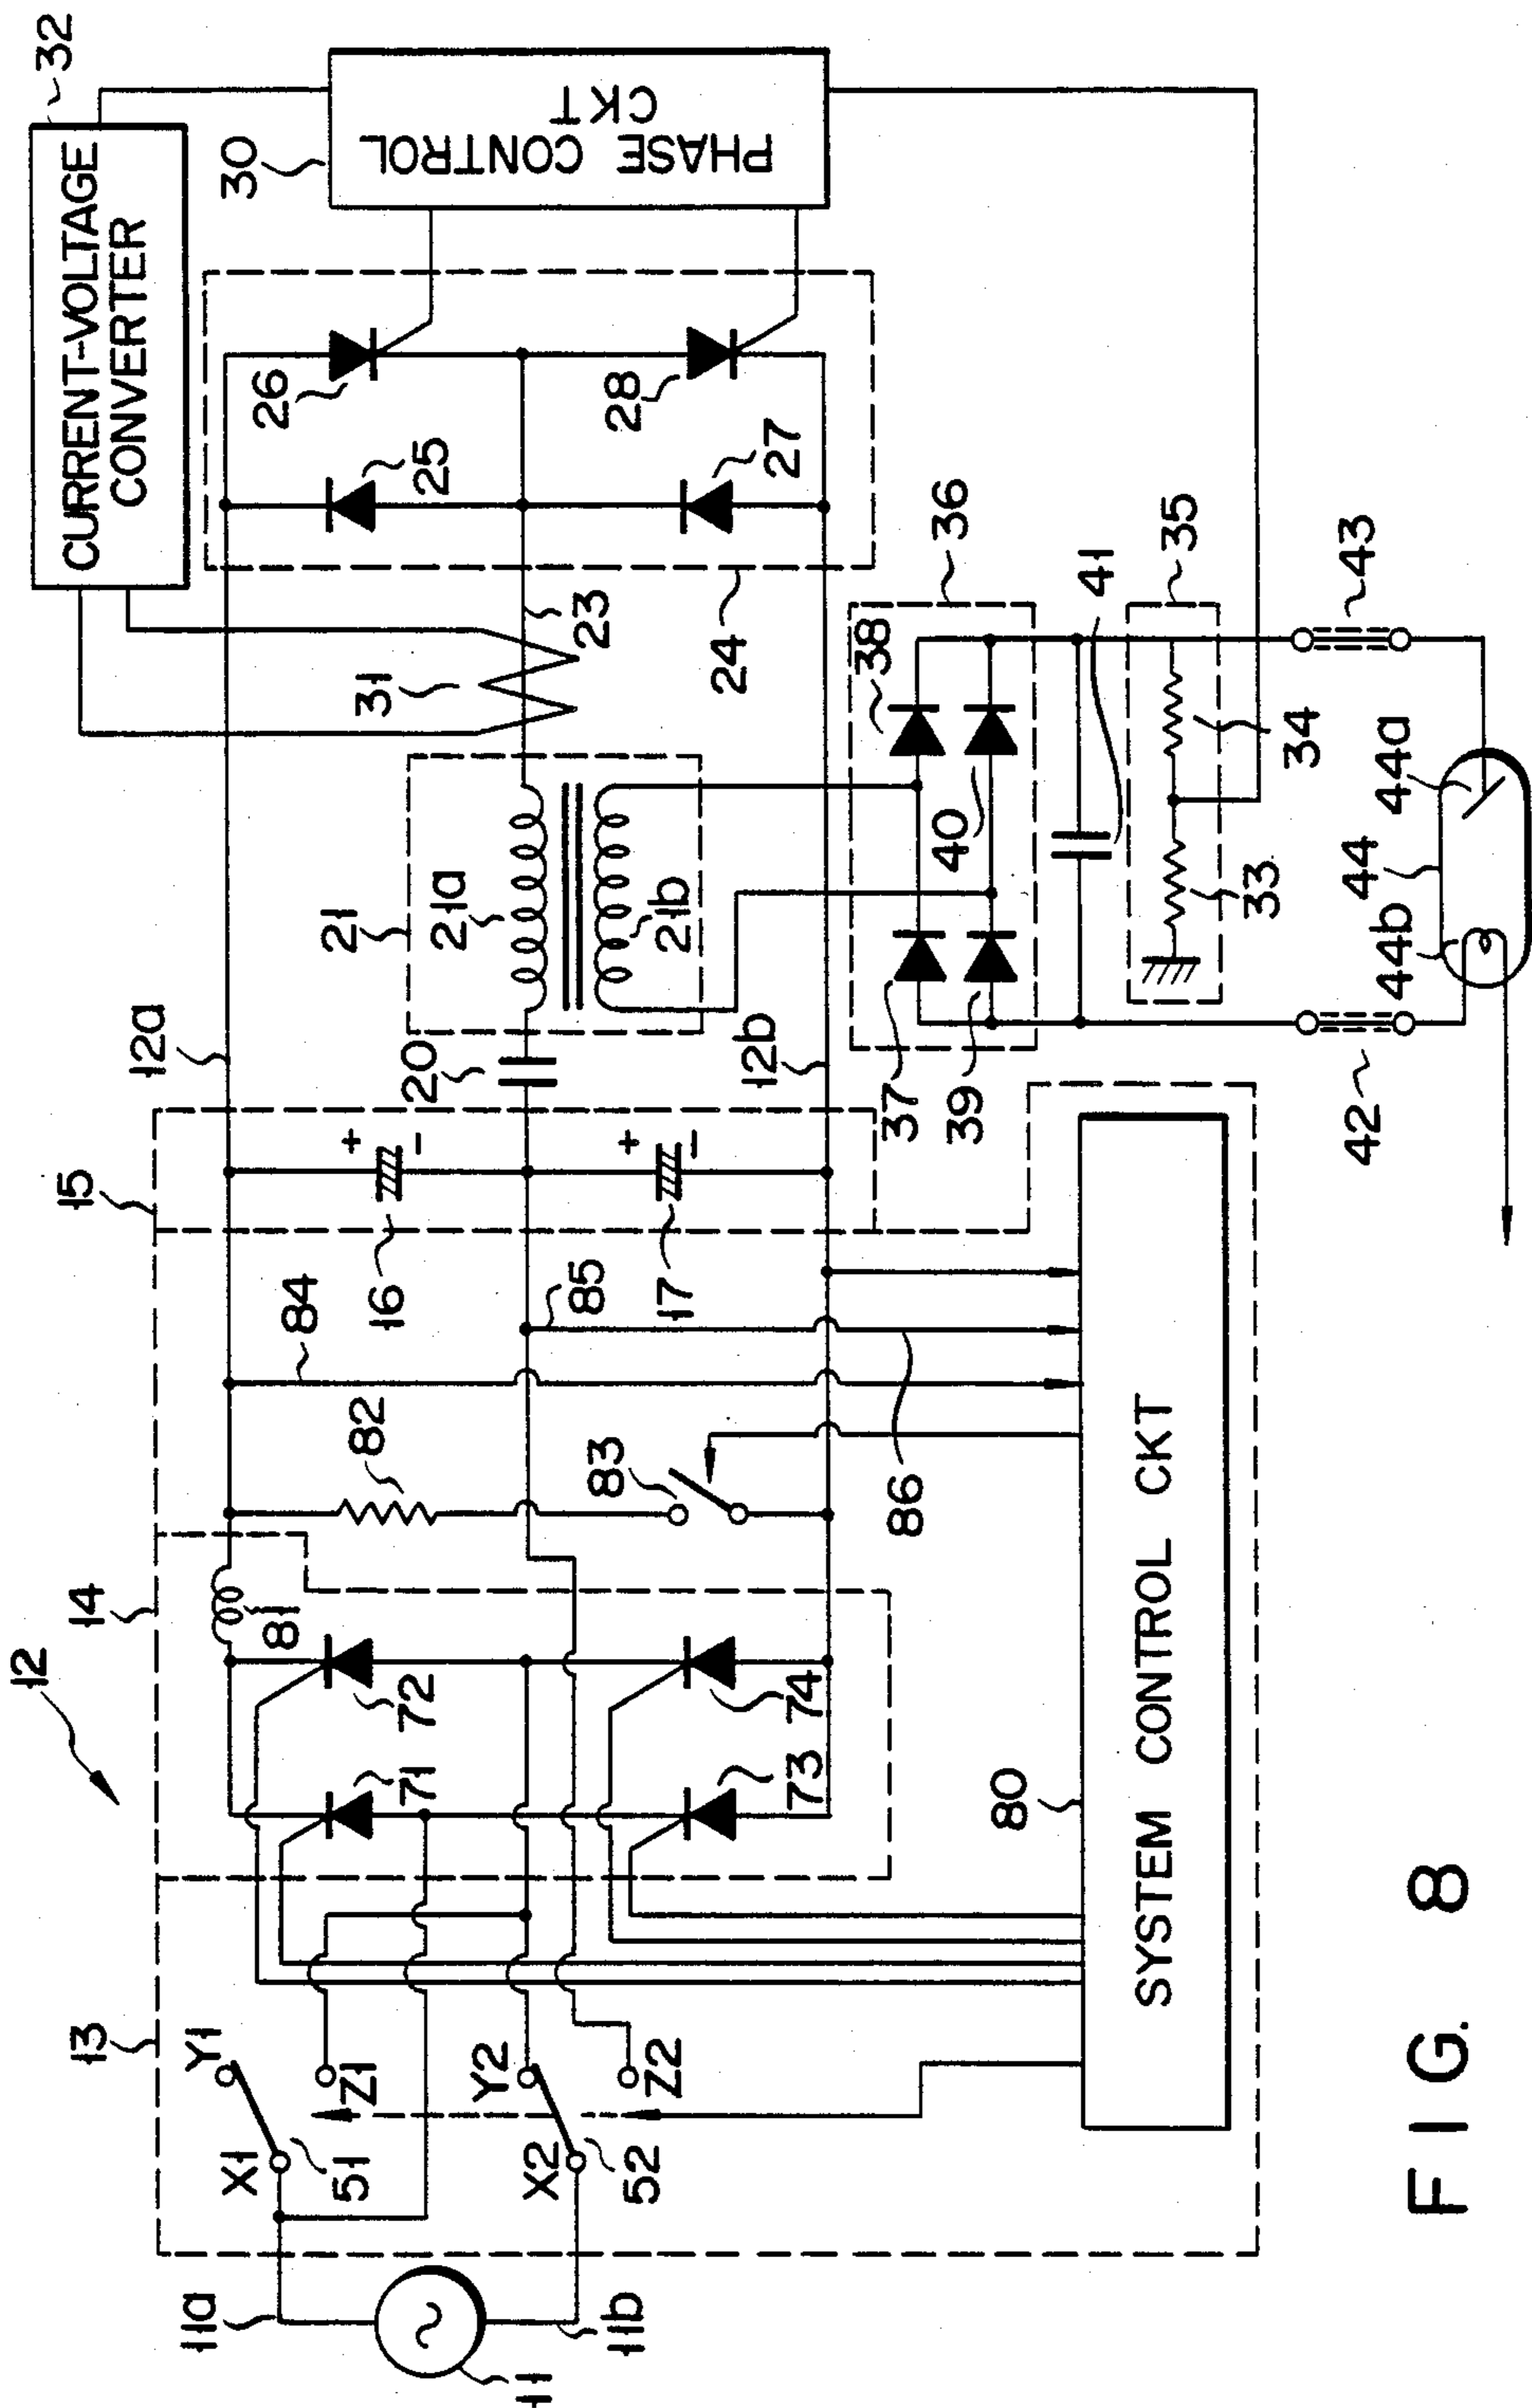 32
CURRENT-VOLTAGE
CONVERTER
30
PHASE CONTROL
CKT
26
28
25
27
23
24
31
21
21a
21b
12a
12b
20
15
+
-
+
-
16
17
84
85
86
82
83
12
14
81
72
74
71
73
13
Y1
Z1
X1
51
Y2
Z2
X2
52
11a
11b
11
80
SYSTEM CONTROL CKT
36
38
40
37
39
41
35
34
33
43
42
44a
44
44b
FIG. 8